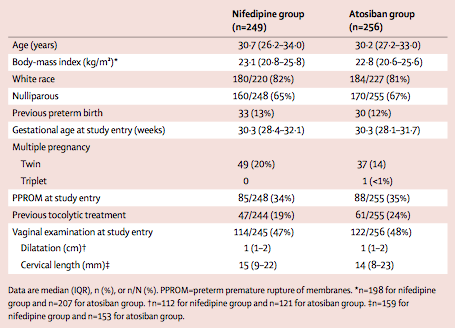 Nifedipine group Atosiban group
(n=249) (n=256)
Age (years) 30·7 (26·2–34·0) 30·2 (27·2–33·0)
Body-mass index (kg/m²)* 23·1 (20·8–25·8) 22·8 (20·6–25·6)
White race 180/220 (82%) 184/227 (81%)
Nulliparous 160/248 (65%) 170/255 (67%)
Previous preterm birth 33 (13%) 30 (12%)
Gestational age at study entry (weeks) 30·3 (28·4–32·1) 30·3 (28·1–31·7)
Multiple pregnancy
Twin 49 (20%) 37 (14)
Triplet 0 1 (<1%)
PPROM at study entry 85/248 (34%) 88/255 (35%)
Previous tocolytic treatment 47/244 (19%) 61/255 (24%)
Vaginal examination at study entry 114/245 (47%) 122/256 (48%)
Dilatation (cm)† 1 (1–2) 1 (1–2)
Cervical length (mm)‡ 15 (9–22) 14 (8–23)
Data are median (IQR), n (%), or n/N (%). PPROM=preterm premature rupture of membranes. *n=198 for nifedipine
group and n=207 for atosiban group. †n=112 for nifedipine group and n=121 for atosiban group. ‡n=159 for
nifedipine group and n=153 for atosiban group.